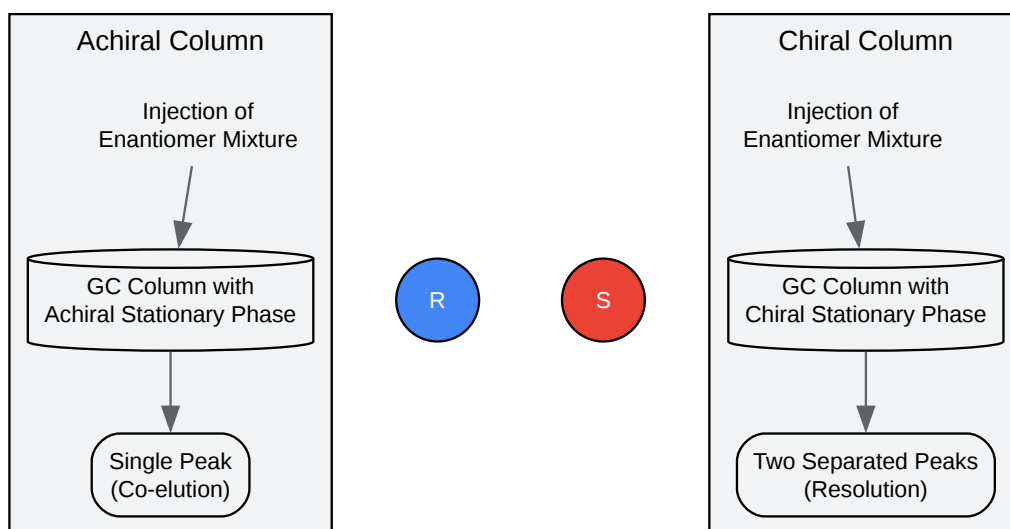 Achiral Column
Injection of
Enantiomer Mixture
GC Column with
Achiral Stationary Phase
Single Peak
(Co-elution)
R
S
Chiral Column
Injection of
Enantiomer Mixture
GC Column with
Chiral Stationary Phase
Two Separated Peaks
(Resolution)